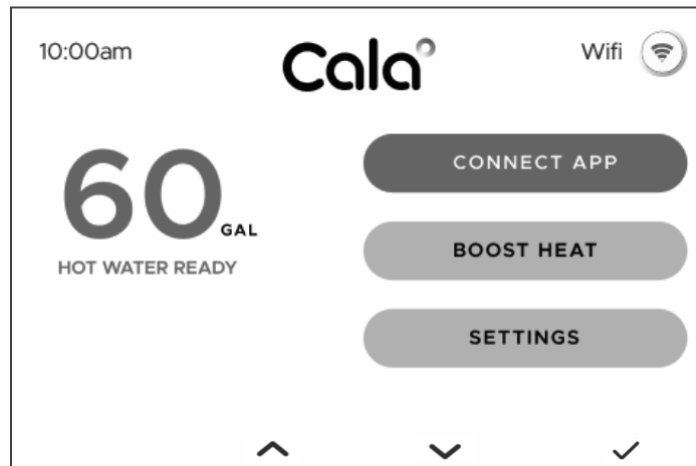 10:00am
Cala
Wifi
60 GAL
HOT WATER READY
CONNECT APP
BOOST HEAT
SETTINGS